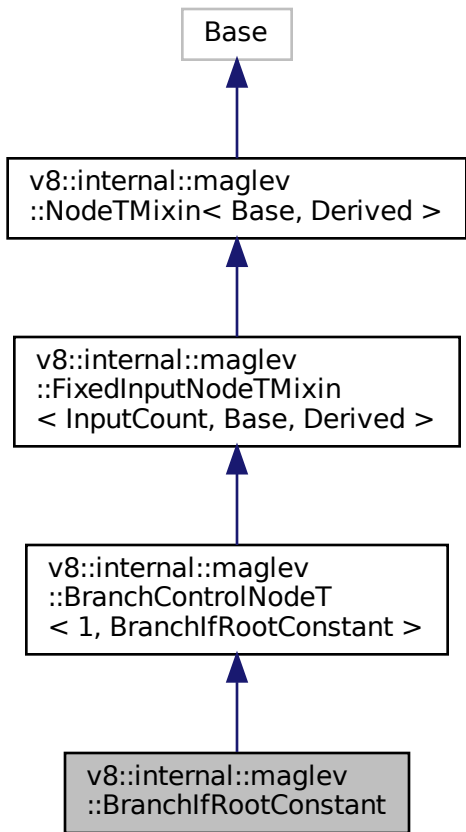 Base
v8::internal::maglev
::NodeTMixin< Base, Derived >
v8::internal::maglev
::FixedInputNodeTMixin
< InputCount, Base, Derived >
v8::internal::maglev
::BranchControlNodeT
< 1, BranchIfRootConstant >
v8::internal::maglev
::BranchIfRootConstant